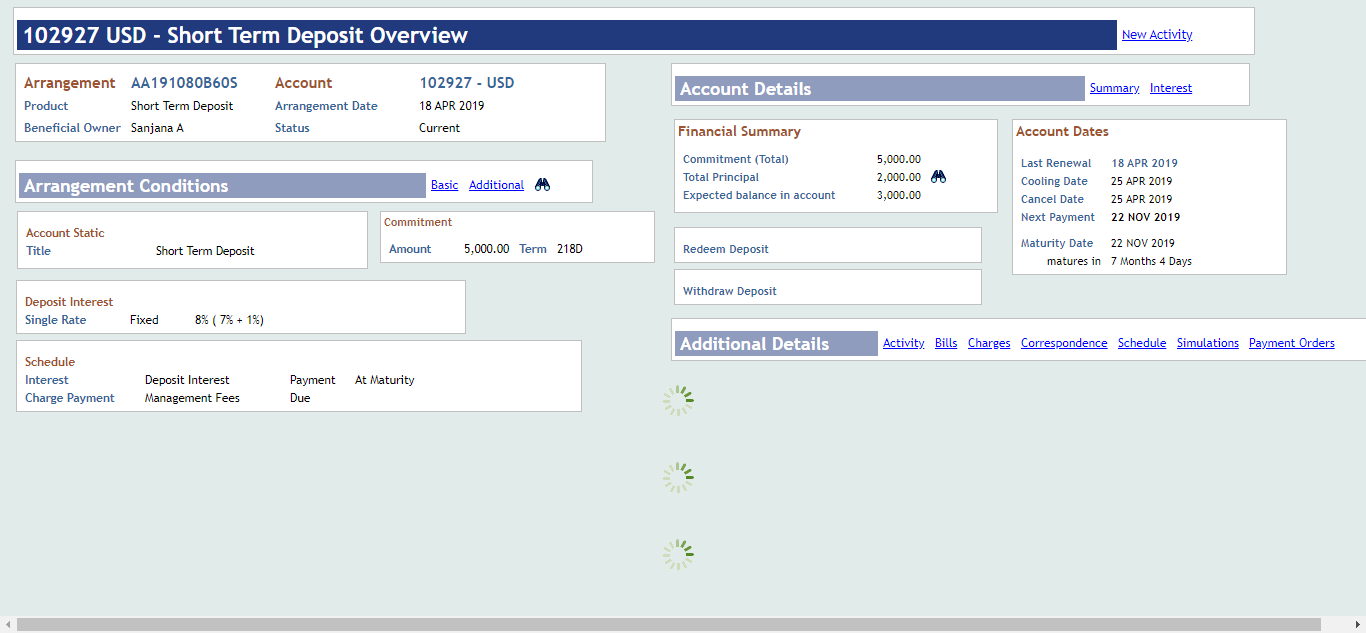 102927 USD - Short Term Deposit Overview New Activity
Arrangement AA191080B60S Account 102927 - USD
Product Short Term Deposit Arrangement Date 18 APR 2019
Beneficial Owner Sanjana A Status Current
Arrangement Conditions Basic Additional
Account Static
Title Short Term Deposit
Commitment
Amount 5,000.00 Term 218D
Deposit Interest
Single Rate Fixed 8% ( 7% + 1%)
Schedule
Interest Deposit Interest Payment At Maturity
Charge Payment Management Fees Due
Account Details Summary Interest
Financial Summary
Commitment (Total) 5,000.00
Total Principal 2,000.00
Expected balance in account 3,000.00
Redeem Deposit
Withdraw Deposit
Account Dates
Last Renewal 18 APR 2019
Cooling Date 25 APR 2019
Cancel Date 25 APR 2019
Next Payment 22 NOV 2019
Maturity Date 22 NOV 2019
matures in 7 Months 4 Days
Additional Details Activity Bills Charges Correspondence Schedule Simulations Payment Orders